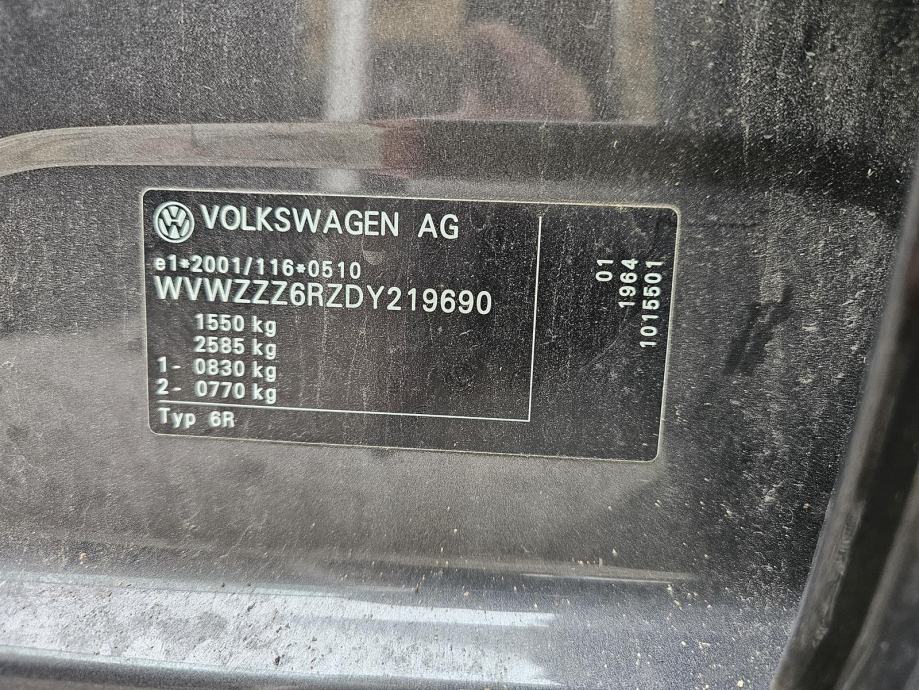 VOLKSWAGEN AG
e1*2001/116*0510
WVWZZZ6RZDY219690
1550 kg
2585 kg
1- 0830 kg
2- 0770 kg
Typ 6R
01
1964
1015501